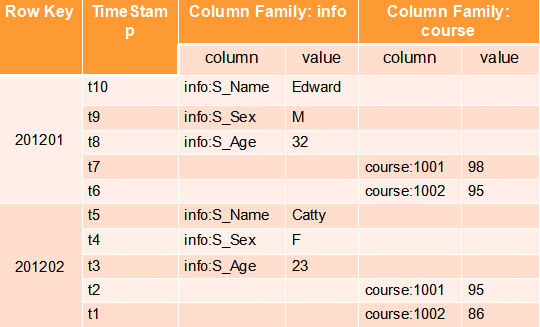 Row Key TimeStam Column Family: info Column Family:
p course
column value column value
t10 info:S_Name Edward
t9 info:S_Sex M
201201 t8 info:S_Age 32
t7 course:1001 98
t6 course:1002 95
t5 info:S_Name Catty
t4 info:S_Sex F
201202 t3 info:S_Age 23
t2 course:1001 95
t1 course:1002 86